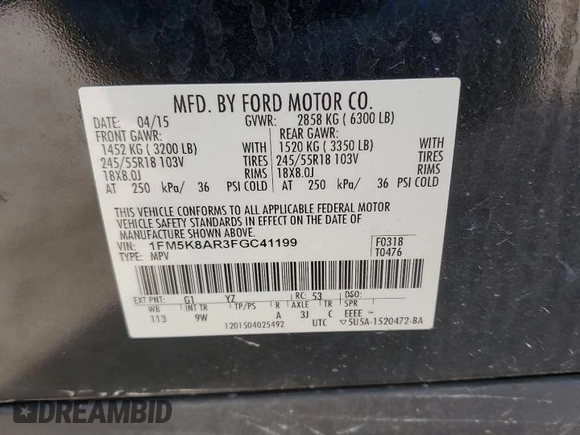 MFD. BY FORD MOTOR CO.
DATE: 04/15 GVWR: 2858 KG ( 6300 LB)
FRONT GAWR: REAR GAWR:
1452 KG ( 3200 LB) WITH 1520 KG ( 3350 LB) WITH
245/55R18 103V TIRES 245/55R18 103V TIRES
18X8.0J RIMS 18X8.0J RIMS
AT 250 kPa/ 36 PSI COLD AT 250 kPa/ 36 PSI COLD
THIS VEHICLE CONFORMS TO ALL APPLICABLE FEDERAL MOTOR
VEHICLE SAFETY STANDARDS IN EFFECT ON THE DATE OF
MANUFACTURE SHOWN ABOVE.
VIN: 1FM5K8AR3FGC41199 F0318
TYPE: MPV T0476
EXT PNT: G1 YZ RC: 53 DSO:
WB INT TR TP/PS R AXLE TR SPR
113 9W A 3J C EEEE
1201504025492 UTC ▽5U5A-1520472-BA
DREAMBID